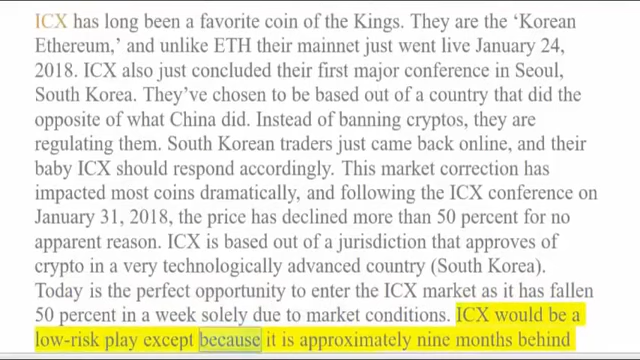 ICX has long been a favorite coin of the Kings. They are the ‘Korean
Ethereum,’ and unlike ETH their mainnet just went live January 24,
2018. ICX also just concluded their first major conference in Seoul,
South Korea. They’ve chosen to be based out of a country that did the
opposite of what China did. Instead of banning cryptos, they are
regulating them. South Korean traders just came back online, and their
baby ICX should respond accordingly. This market correction has
impacted most coins dramatically, and following the ICX conference on
January 31, 2018, the price has declined more than 50 percent for no
apparent reason. ICX is based out of a jurisdiction that approves of
crypto in a very technologically advanced country (South Korea).
Today is the perfect opportunity to enter the ICX market as it has fallen
50 percent in a week solely due to market conditions. ICX would be a
low-risk play except because it is approximately nine months behind